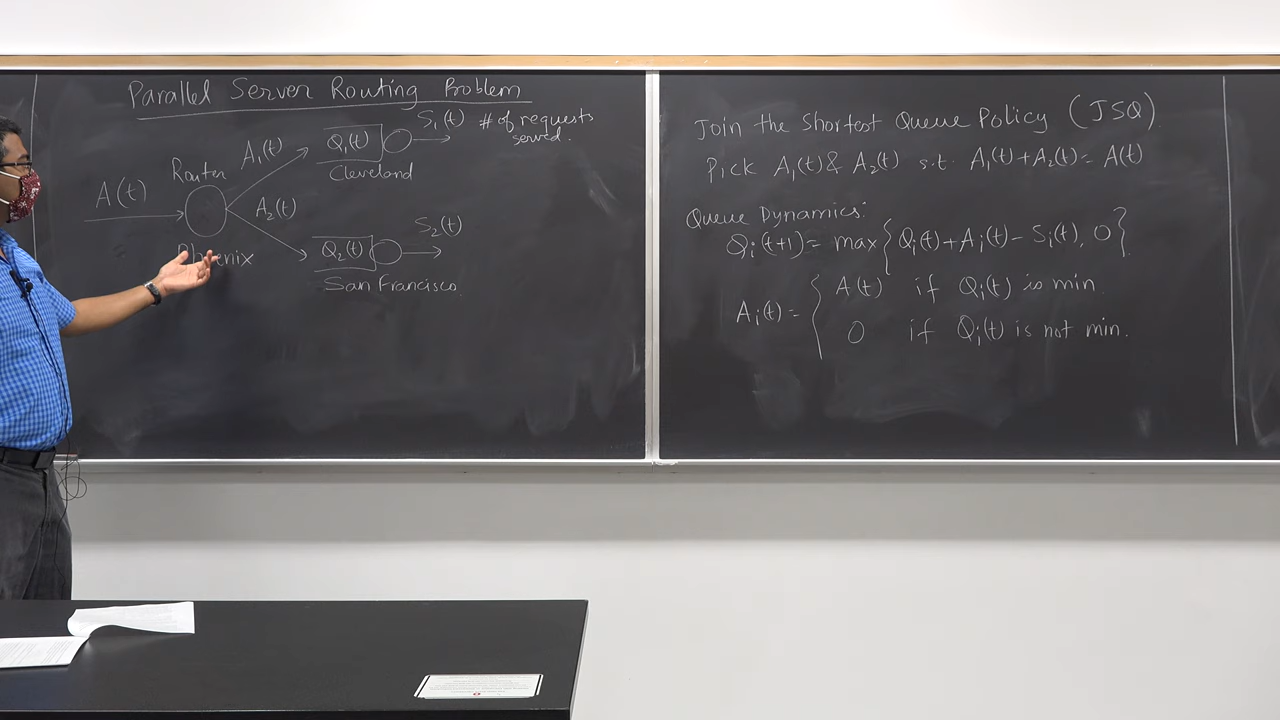 Parallel Server Routing Problem
S₁(t) # of requests served.
A₁(t)
Q₁(t)
Cleveland
Router
A(t)
A₂(t)
S₂(t)
Q₂(t)
Phoenix
San Francisco.
Join the Shortest Queue Policy (JSQ)
Pick A₁(t) & A₂(t) s.t. A₁(t)+A₂(t)=A(t)
Queue Dynamics:
Qᵢ(t+1)= max{Qᵢ(t)+Aᵢ(t)-Sᵢ(t), 0}
Aᵢ(t)= { A(t) if Qᵢ(t) is min.
0 if Qᵢ(t) is not min.